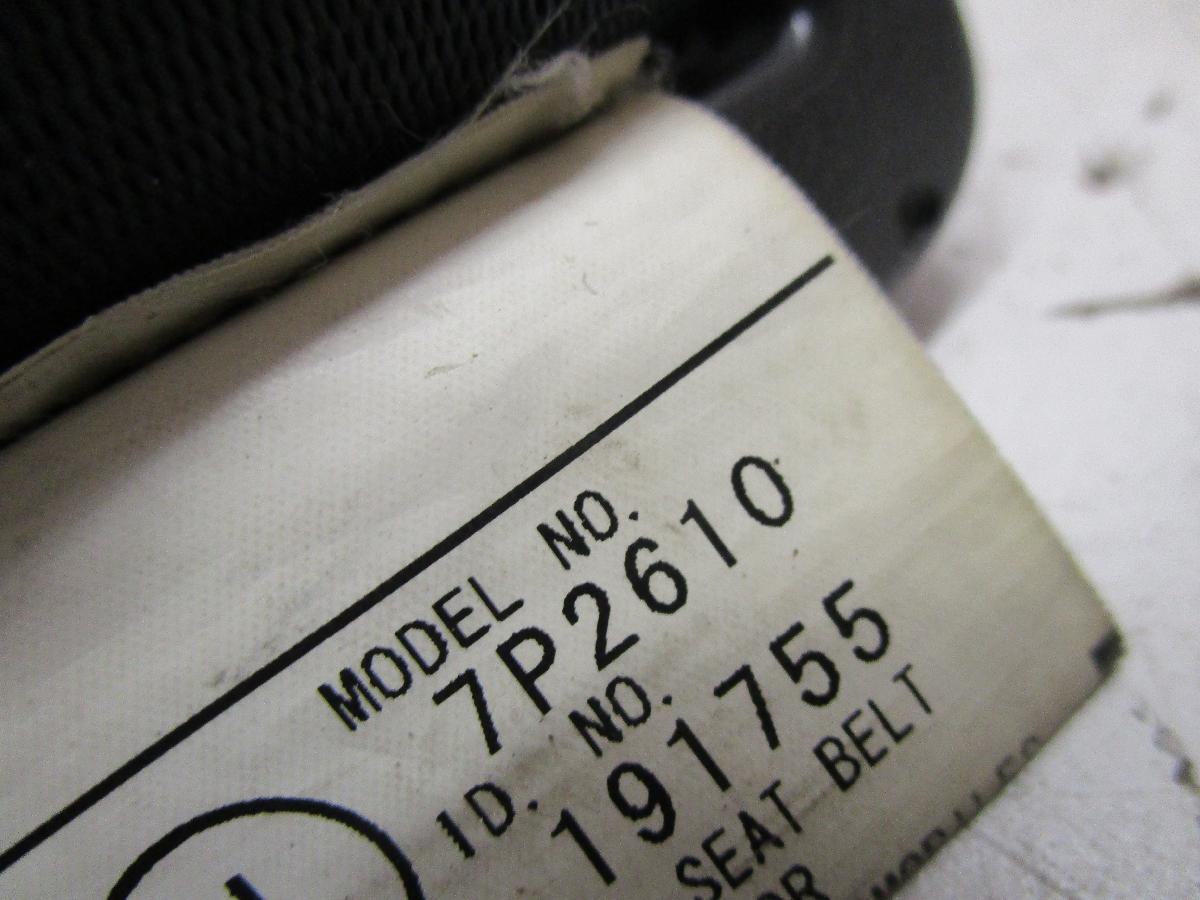 MODEL NO.
7P2610
ID. NO.
191755
SEAT BELT